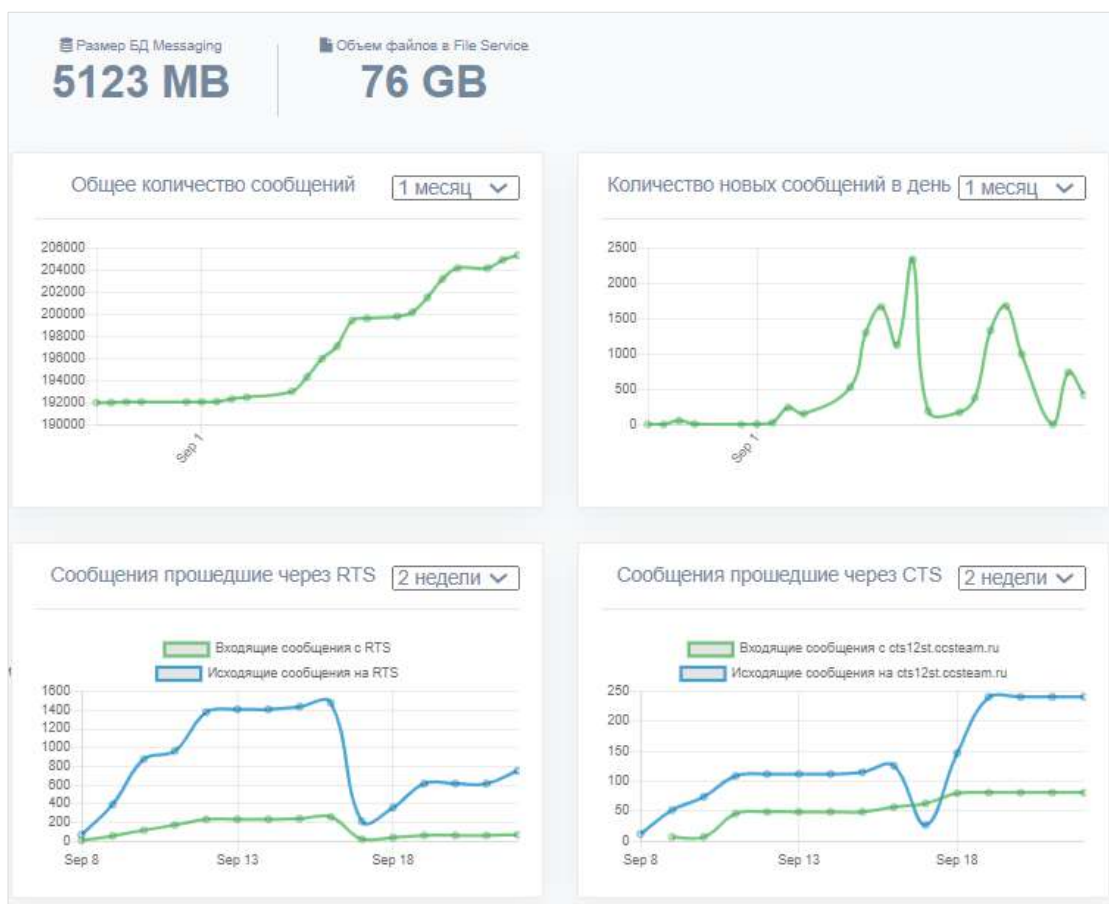 Размер БД Messaging
Объем файлов в File Service
5123 MB
76 GB
Общее количество сообщений
1 месяц
206000
204000
202000
200000
198000
196000
194000
192000
190000
Sep 1
Количество новых сообщений в день
1 месяц
2500
2000
1500
1000
500
0
Sep 1
Сообщения прошедшие через RTS
2 недели
Входящие сообщения с RTS
Исходящие сообщения на RTS
1600
1400
1200
1000
800
600
400
200
0
Sep 8
Sep 13
Sep 18
Сообщения прошедшие через CTS
2 недели
Входящие сообщения с cts12st.ccsteam.ru
Исходящие сообщения на cts12st.ccsteam.ru
250
200
150
100
50
0
Sep 8
Sep 13
Sep 18